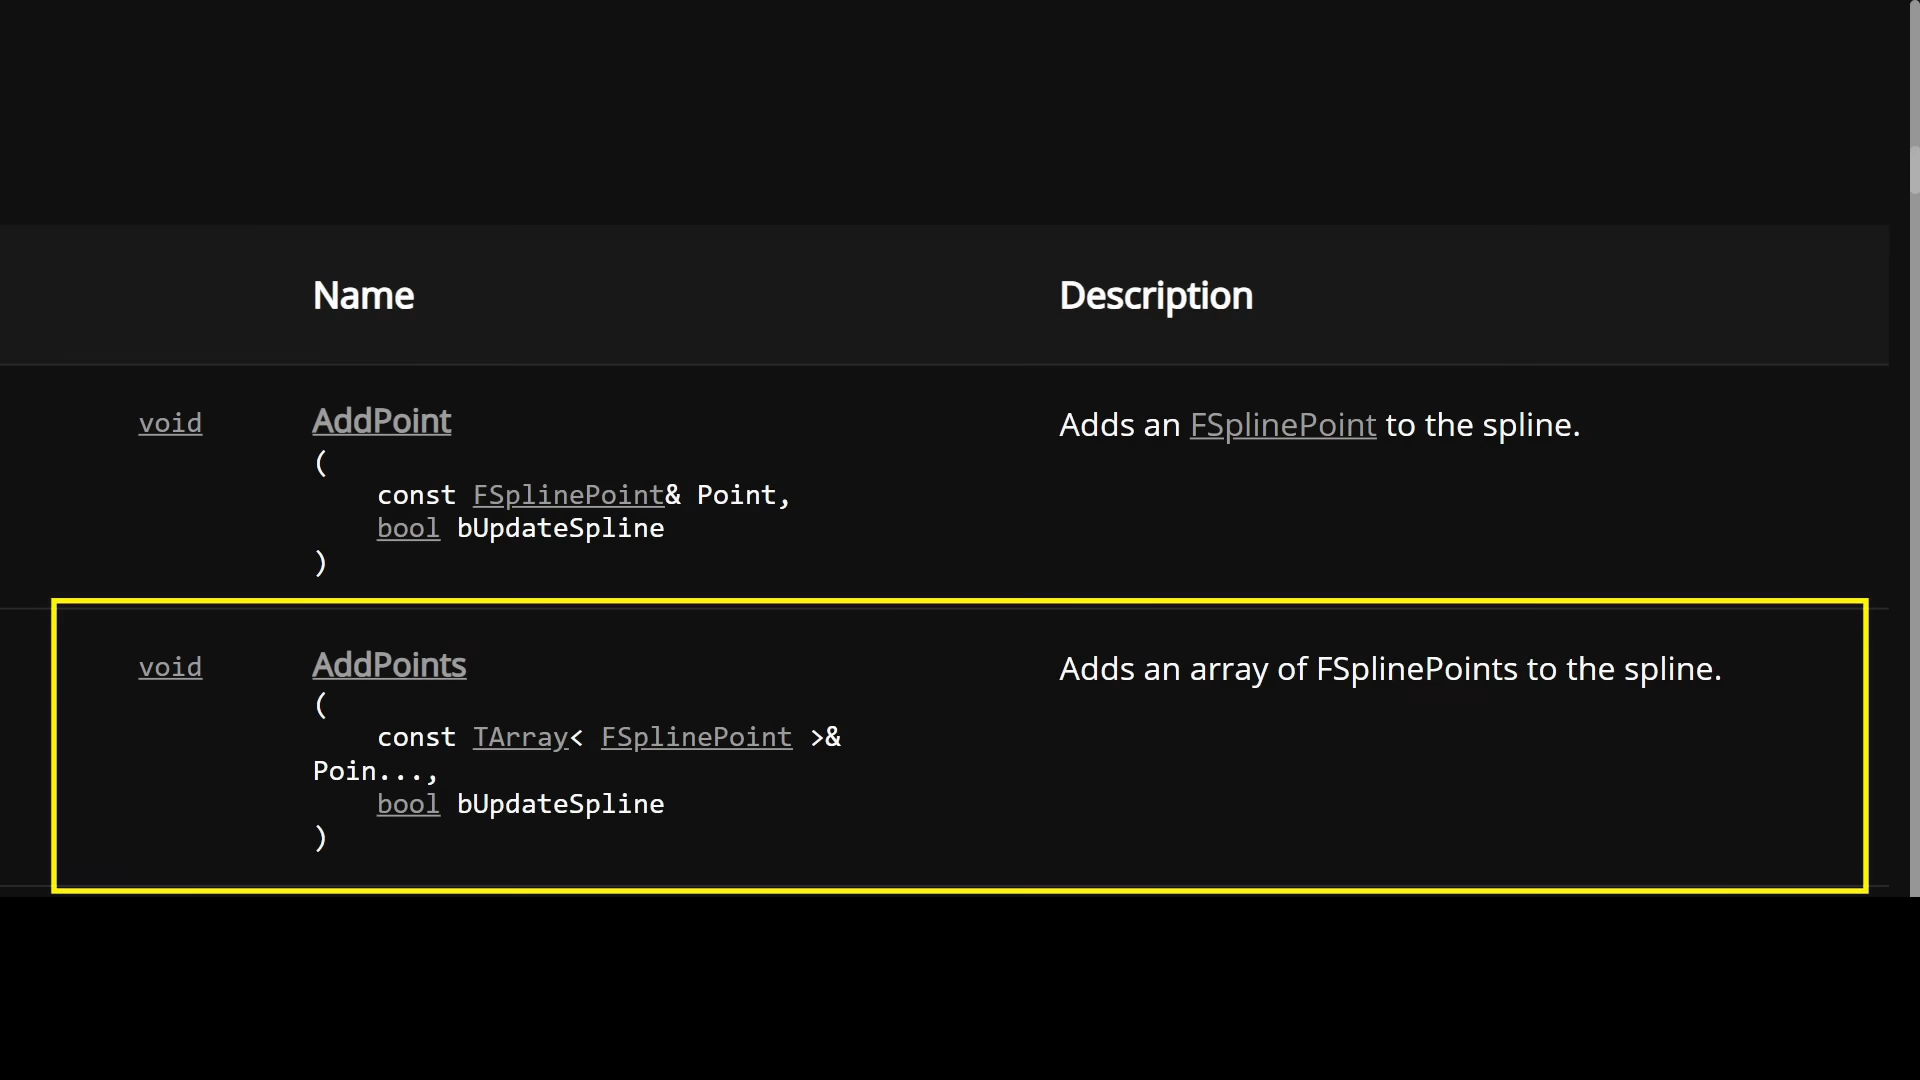 Name Description
void AddPoint Adds an FSplinePoint to the spline.
(
const FSplinePoint& Point,
bool bUpdateSpline
)
void AddPoints Adds an array of FSplinePoints to the spline.
(
const TArray< FSplinePoint >&
Poin...,
bool bUpdateSpline
)